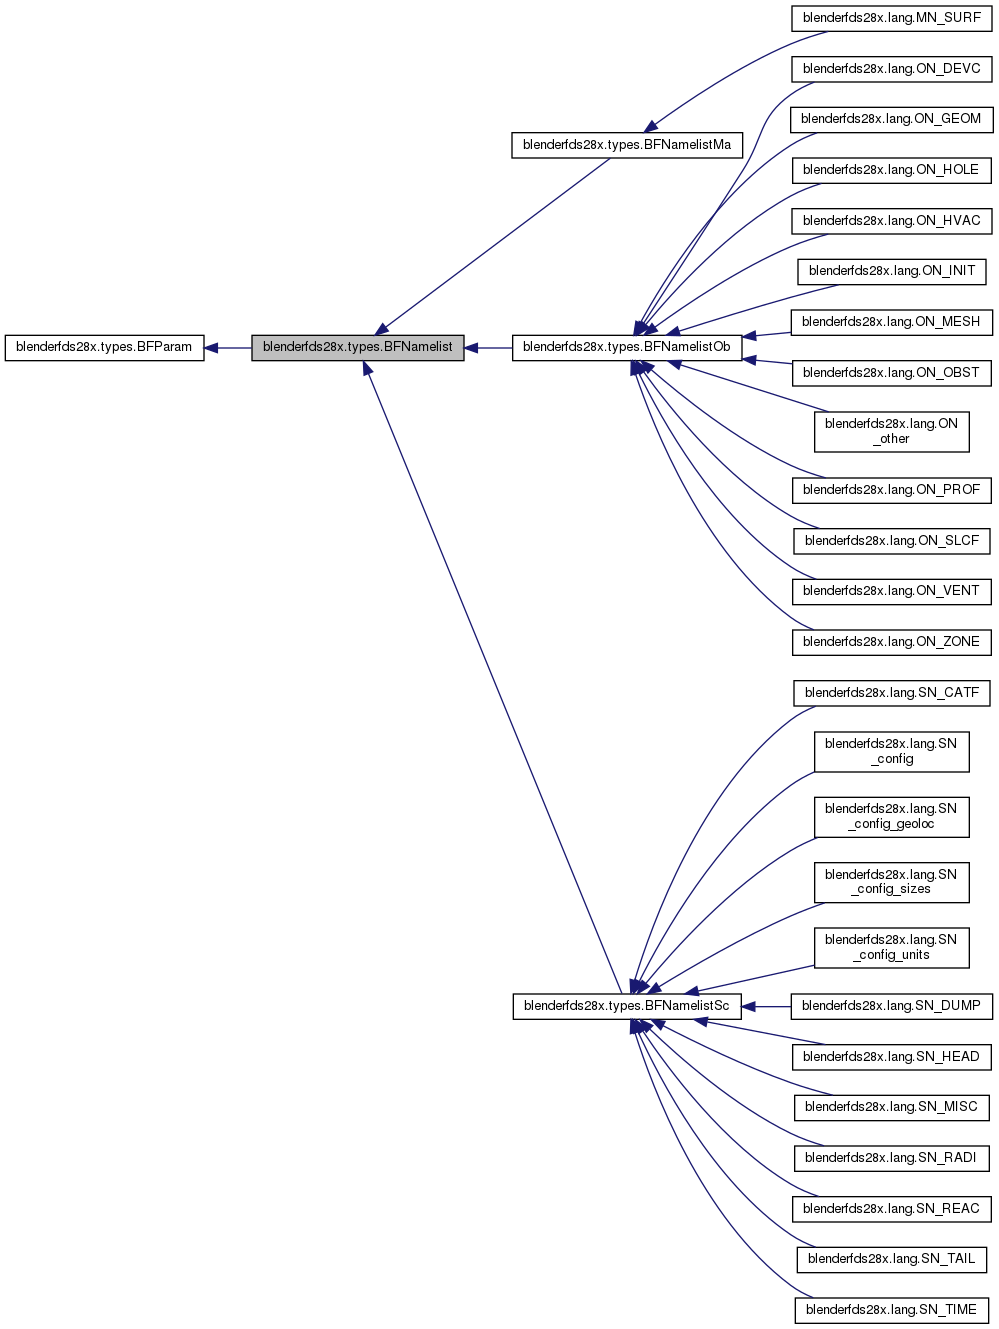 blenderfds28x.lang.MN_SURF
blenderfds28x.lang.ON_DEVC
blenderfds28x.lang.ON_GEOM
blenderfds28x.types.BFNamelistMa
blenderfds28x.lang.ON_HOLE
blenderfds28x.lang.ON_HVAC
blenderfds28x.lang.ON_INIT
blenderfds28x.lang.ON_MESH
blenderfds28x.types.BFParam
blenderfds28x.types.BFNamelist
blenderfds28x.types.BFNamelistOb
blenderfds28x.lang.ON_OBST
blenderfds28x.lang.ON
_other
blenderfds28x.lang.ON_PROF
blenderfds28x.lang.ON_SLCF
blenderfds28x.lang.ON_VENT
blenderfds28x.lang.ON_ZONE
blenderfds28x.lang.SN_CATF
blenderfds28x.lang.SN
_config
blenderfds28x.lang.SN
_config_geoloc
blenderfds28x.lang.SN
_config_sizes
blenderfds28x.lang.SN
_config_units
blenderfds28x.types.BFNamelistSc
blenderfds28x.lang.SN_DUMP
blenderfds28x.lang.SN_HEAD
blenderfds28x.lang.SN_MISC
blenderfds28x.lang.SN_RADI
blenderfds28x.lang.SN_REAC
blenderfds28x.lang.SN_TAIL
blenderfds28x.lang.SN_TIME